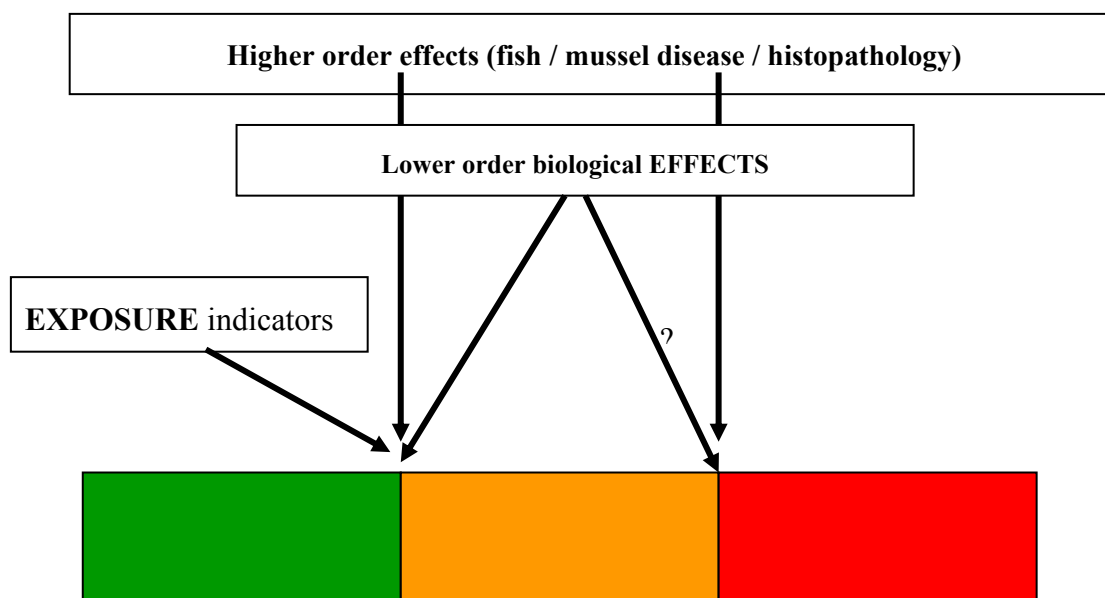 Higher order effects (fish / mussel disease / histopathology)
Lower order biological EFFECTS
EXPOSURE indicators
?